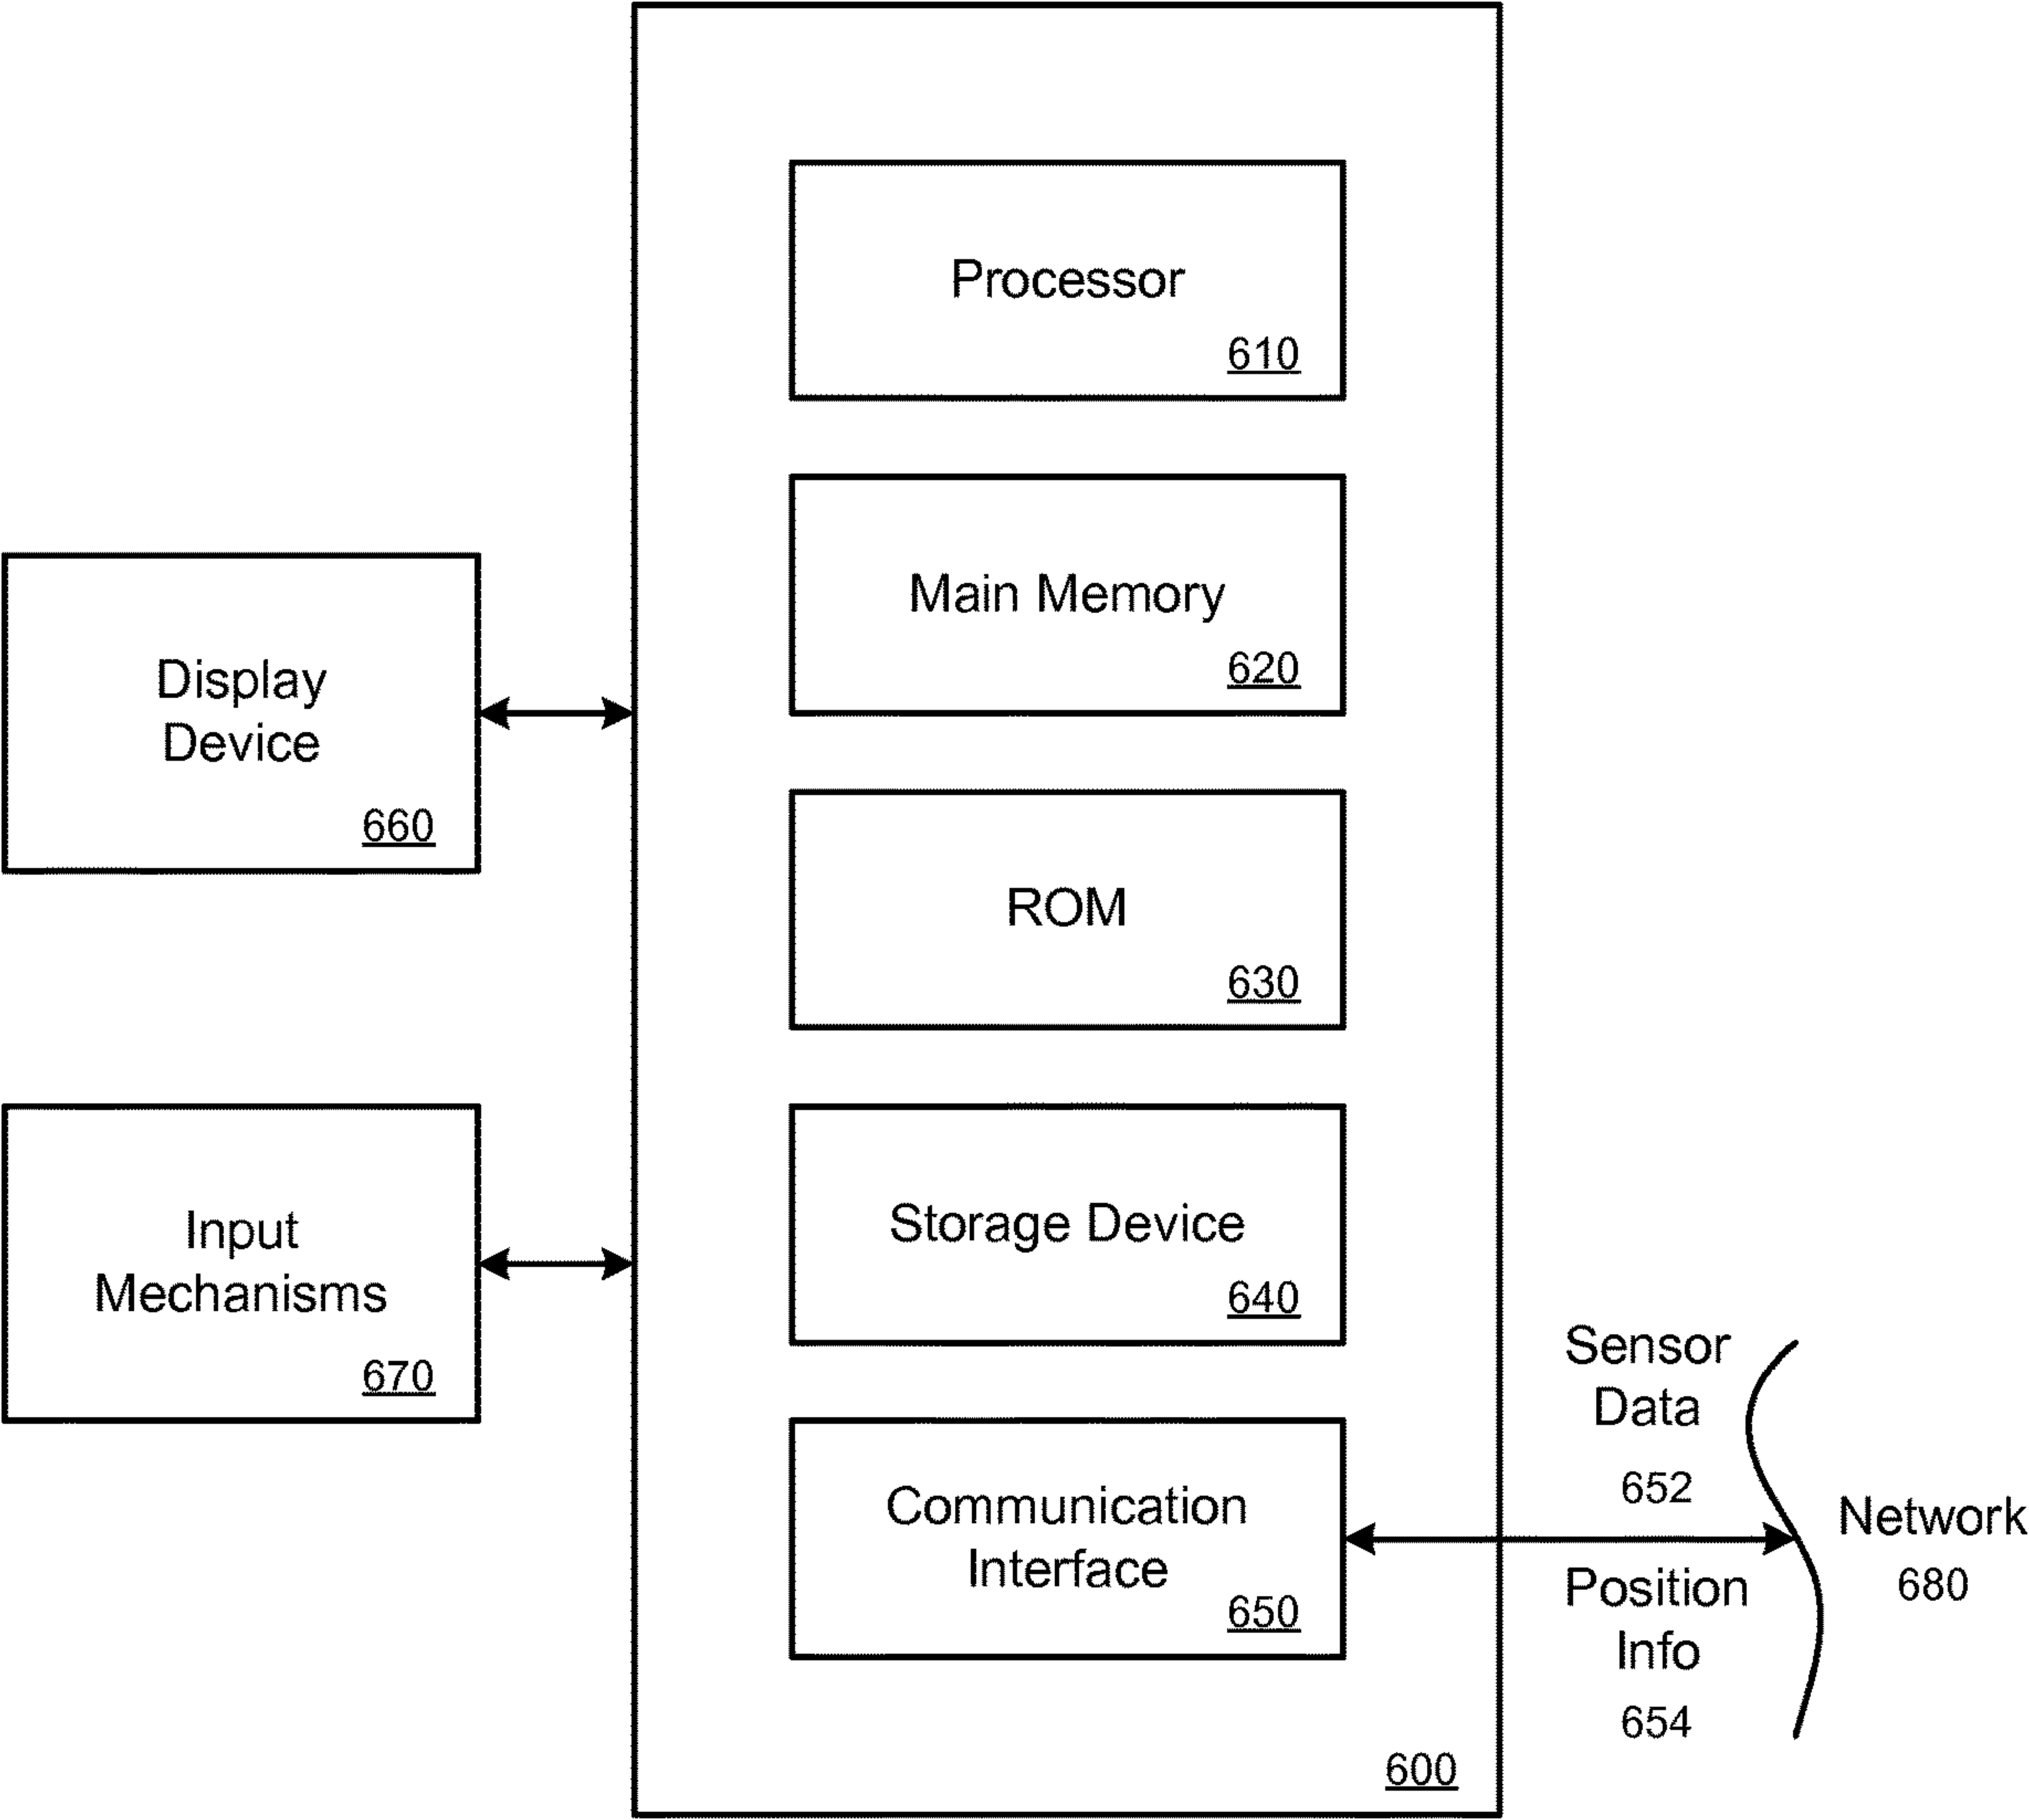 Processor
610
Main Memory
620
Display
Device
660
ROM
630
Storage Device
640
Input
Mechanisms
670
Communication
Interface
650
Sensor
Data
652
Position
Info
654
Network
680
600